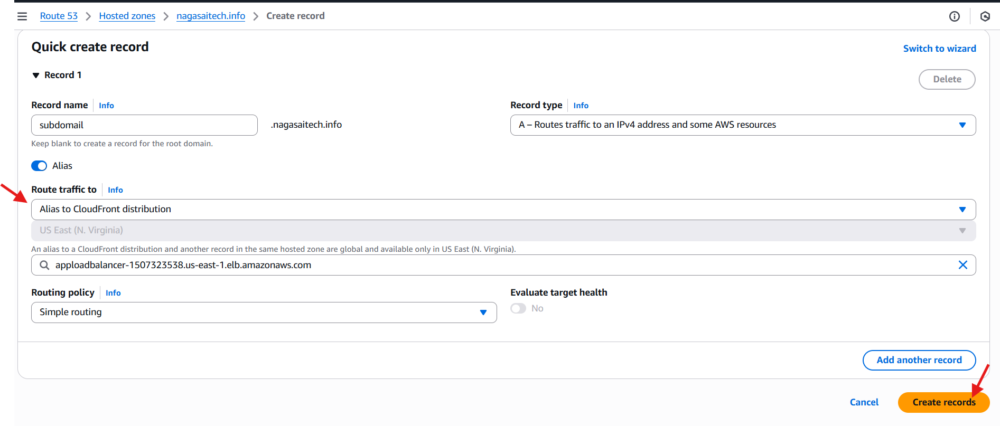 Route 53 > Hosted zones > nagasaitech.info > Create record
Quick create record
Switch to wizard
Record 1
Delete
Record name Info
Record type Info
subdomail .nagasaitech.info
A – Routes traffic to an IPv4 address and some AWS resources
Keep blank to create a record for the root domain.
Alias
Route traffic to Info
Alias to CloudFront distribution
US East (N. Virginia)
An alias to a CloudFront distribution and another record in the same hosted zone are global and available only in US East (N. Virginia).
apploadbalancer-1507323538.us-east-1.elb.amazonaws.com
Routing policy Info
Evaluate target health
Simple routing
No
Add another record
Cancel
Create records